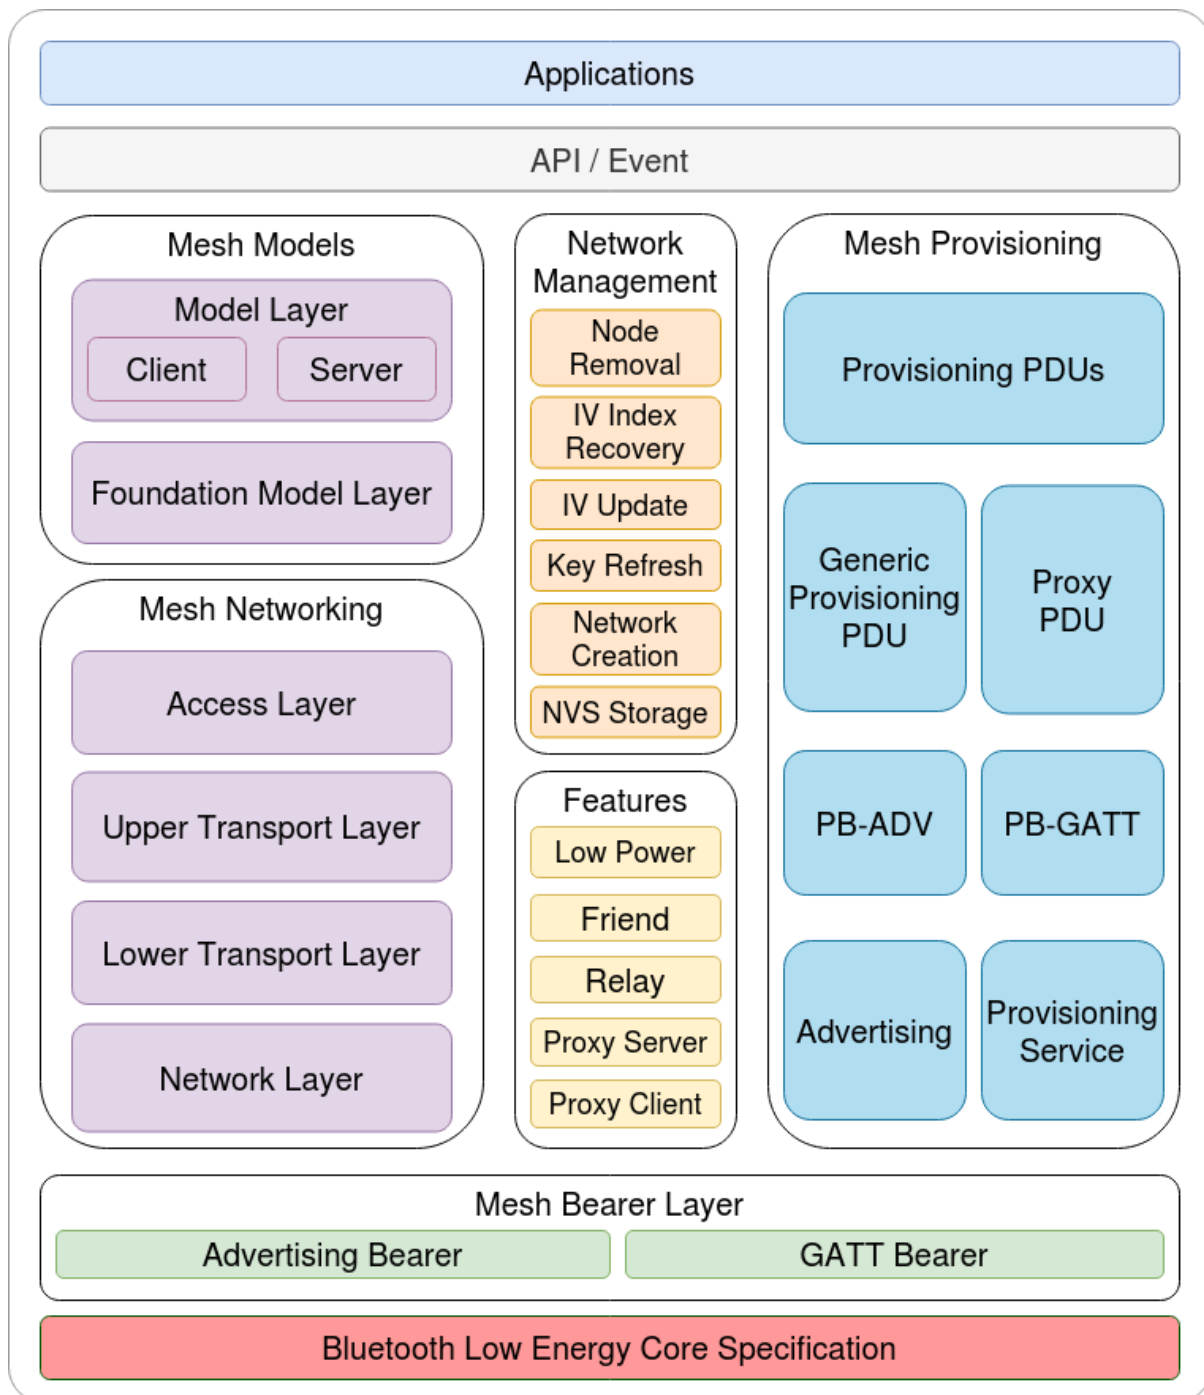 Applications
API / Event
Mesh Models
Model Layer
Client
Server
Foundation Model Layer
Mesh Networking
Access Layer
Upper Transport Layer
Lower Transport Layer
Network Layer
Network
Management
Node
Removal
IV Index
Recovery
IV Update
Key Refresh
Network
Creation
NVS Storage
Features
Low Power
Friend
Relay
Proxy Server
Proxy Client
Mesh Provisioning
Provisioning PDUs
Generic
Provisioning
PDU
Proxy
PDU
PB-ADV
PB-GATT
Advertising
Provisioning
Service
Mesh Bearer Layer
Advertising Bearer
GATT Bearer
Bluetooth Low Energy Core Specification